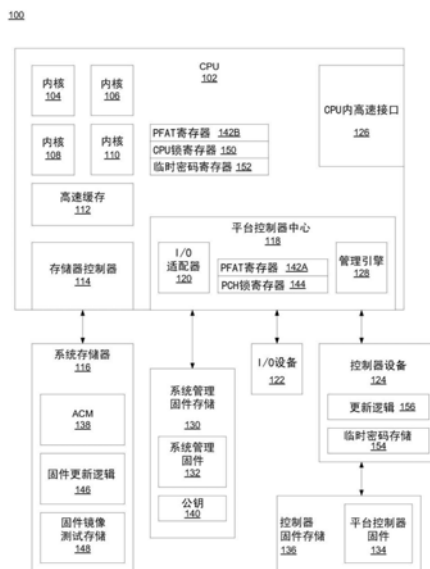 100
CPU
102
内核
104
内核
106
内核
108
内核
110
PFAT寄存器 142B
CPU锁寄存器 150
临时密码寄存器 152
CPU内高速接口
126
高速缓存
112
存储器控制器
114
平台控制器中心
118
I/O
适配器
120
PFAT寄存器 142A
PCH锁寄存器 144
管理引擎
128
系统存储器
116
ACM
138
固件更新逻辑
146
固件镜像
测试存储
148
系统管理
固件存储
130
系统管理
固件
132
公钥
140
I/O设备
122
控制器设备
124
更新逻辑 156
临时密码存储
154
控制器
固件存储
136
平台控制器
固件
134